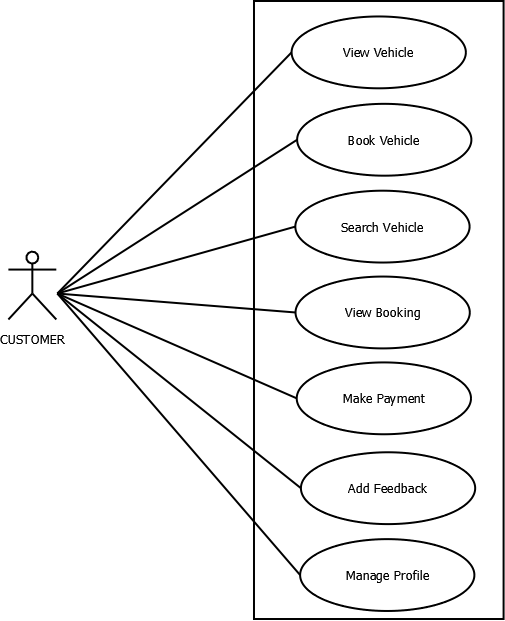 View Vehicle
Book Vehicle
Search Vehicle
View Booking
CUSTOMER
Make Payment
Add Feedback
Manage Profile